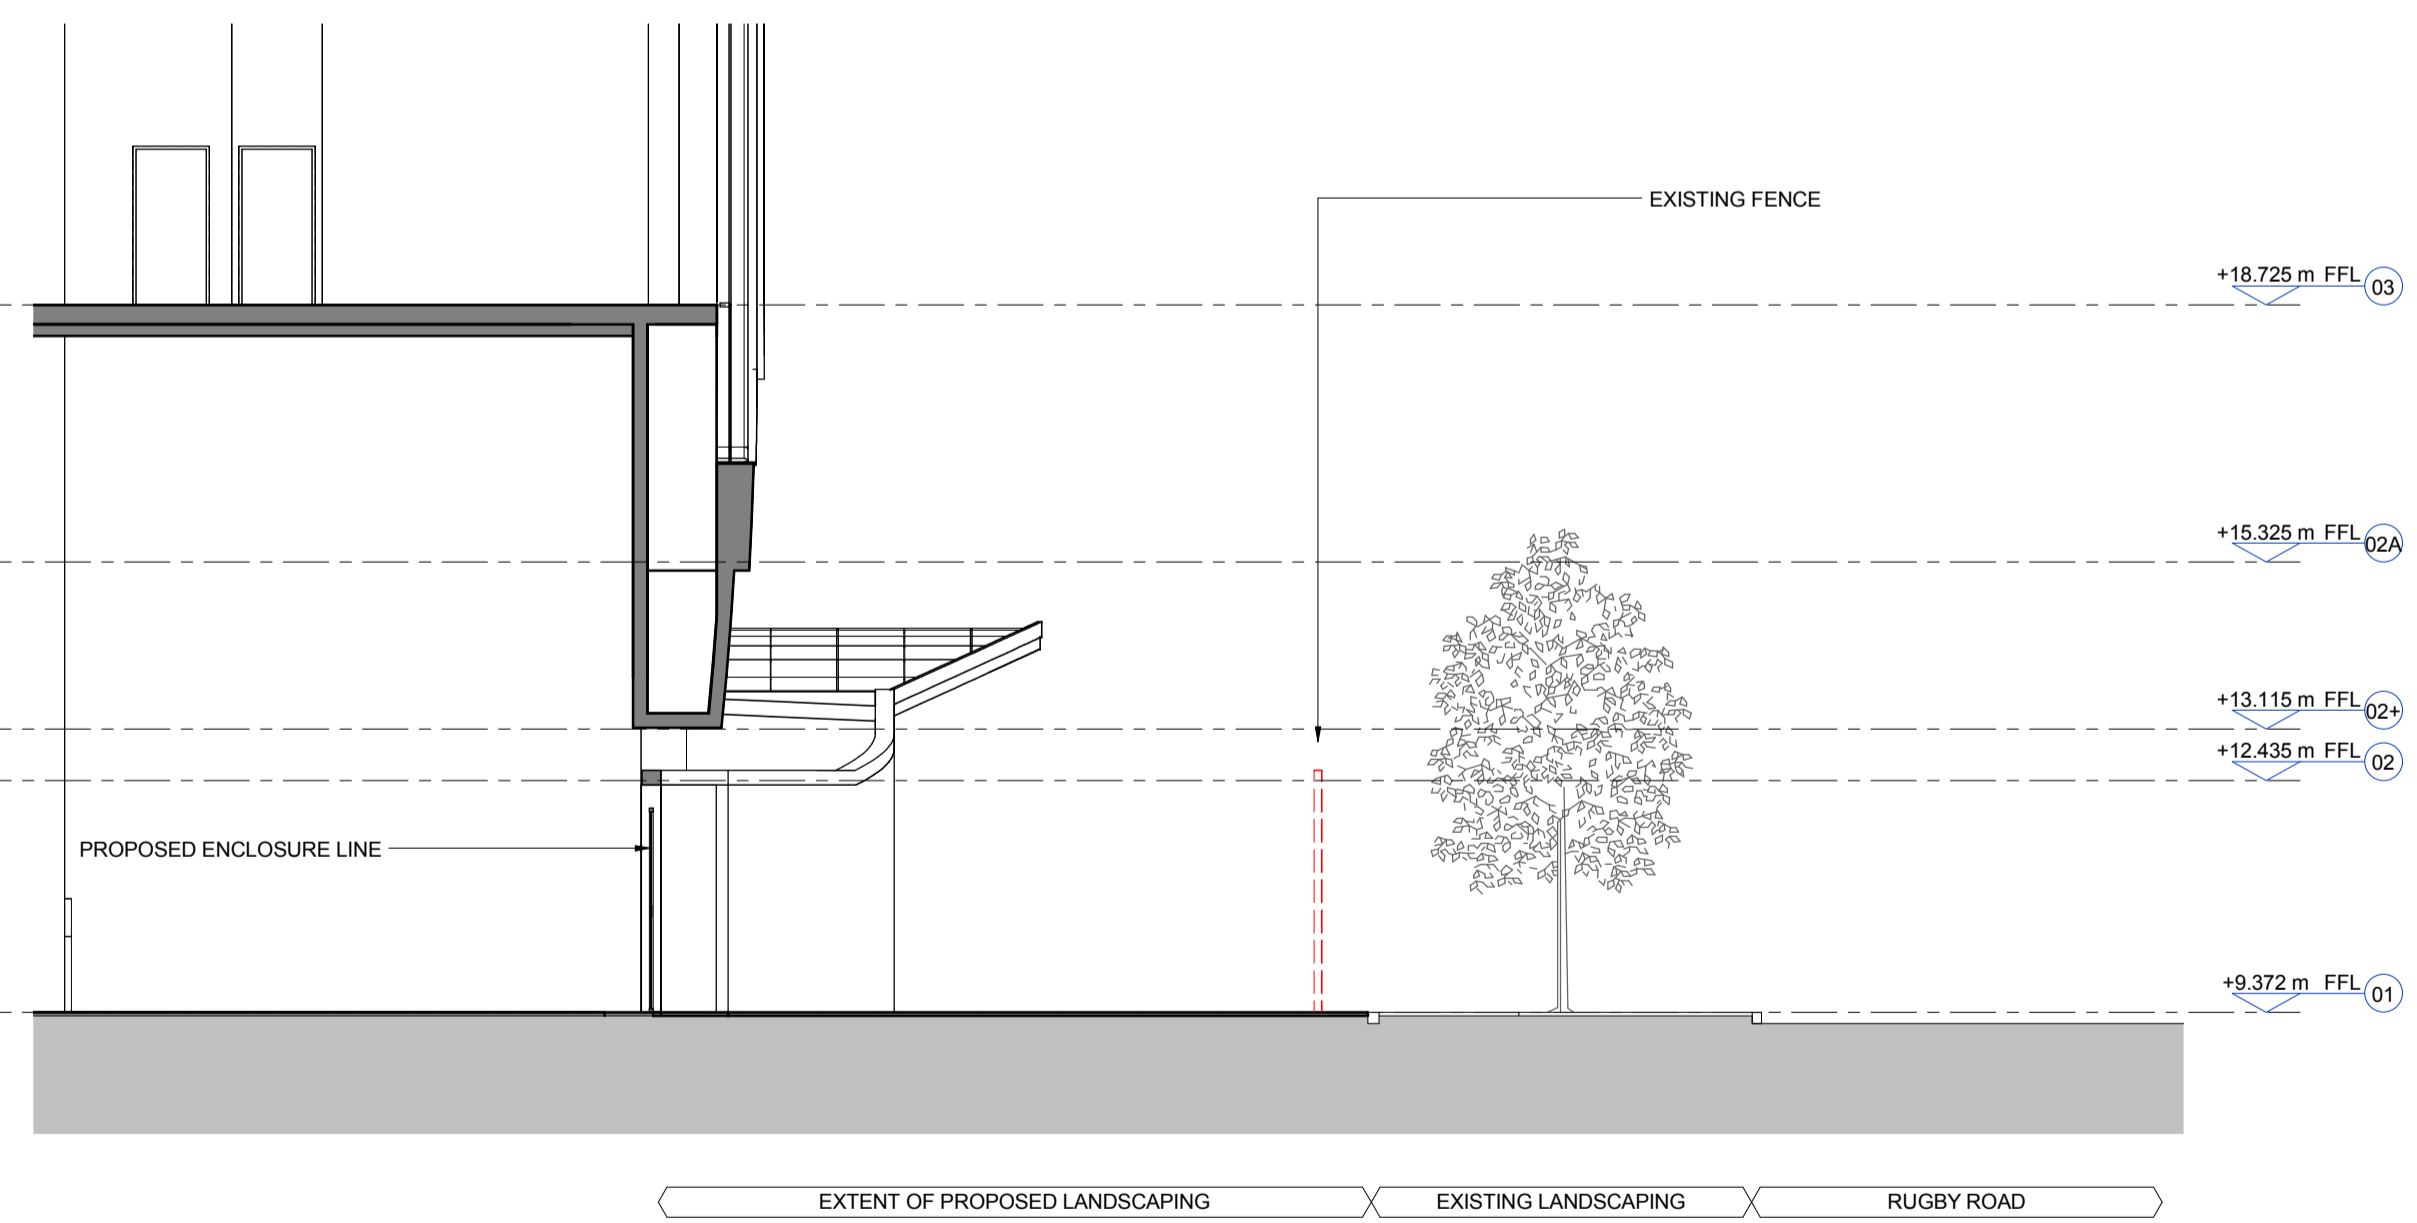 EXISTING FENCE
+18.725 m FFL 03
+15.325 m FFL 02A
+13.115 m FFL 02+
+12.435 m FFL 02
PROPOSED ENCLOSURE LINE
+9.372 m FFL 01
EXTENT OF PROPOSED LANDSCAPING
EXISTING LANDSCAPING
RUGBY ROAD